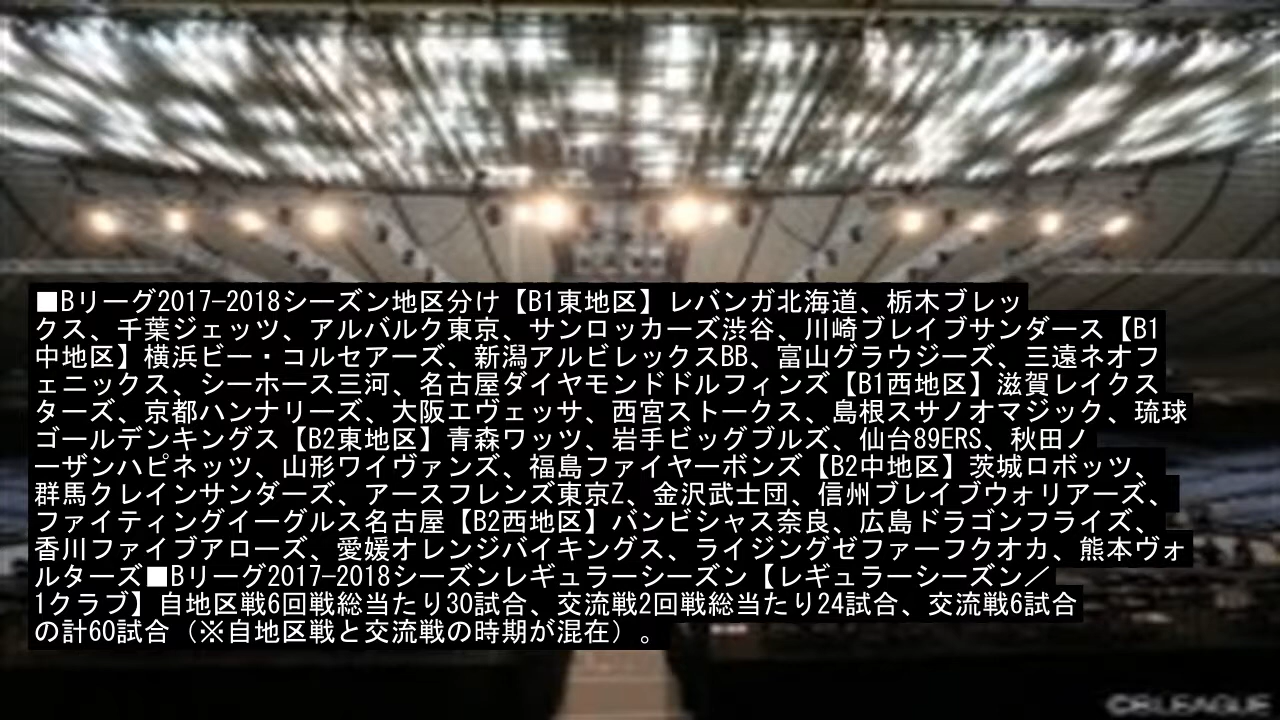 ■Bリーグ2017-2018シーズン地区分け【B1東地区】レバンガ北海道、栃木ブレッ
クス、千葉ジェッツ、アルバルク東京、サンロッカーズ渋谷、川崎ブレイブサンダース【B1
中地区】横浜ビー・コルセアーズ、新潟アルビレックスBB、富山グラウジーズ、三遠ネオフ
ェニックス、シーホース三河、名古屋ダイヤモンドドルフィンズ【B1西地区】滋賀レイクス
ターズ、京都ハンナリーズ、大阪エヴェッサ、西宮ストークス、島根スサノオマジック、琉球
ゴールデンキングス【B2東地区】青森ワッツ、岩手ビッグブルズ、仙台89ERS、秋田ノ
ーザンハピネッツ、山形ワイヴァンズ、福島ファイヤーボンズ【B2中地区】茨城ロボッツ、
群馬クレインサンダーズ、アースフレンズ東京Z、金沢武士団、信州ブレイブウォリアーズ、
ファイティングイーグルス名古屋【B2西地区】バンビシャス奈良、広島ドラゴンフライズ、
香川ファイブアローズ、愛媛オレンジバイキングス、ライジングゼファーフクオカ、熊本ヴォ
ルターズ■Bリーグ2017-2018シーズンレギュラーシーズン【レギュラーシーズン／
1クラブ】自地区戦6回戦総当たり30試合、交流戦2回戦総当たり24試合、交流戦6試合
の計60試合（※自地区戦と交流戦の時期が混在）。
©B.LEAGUE